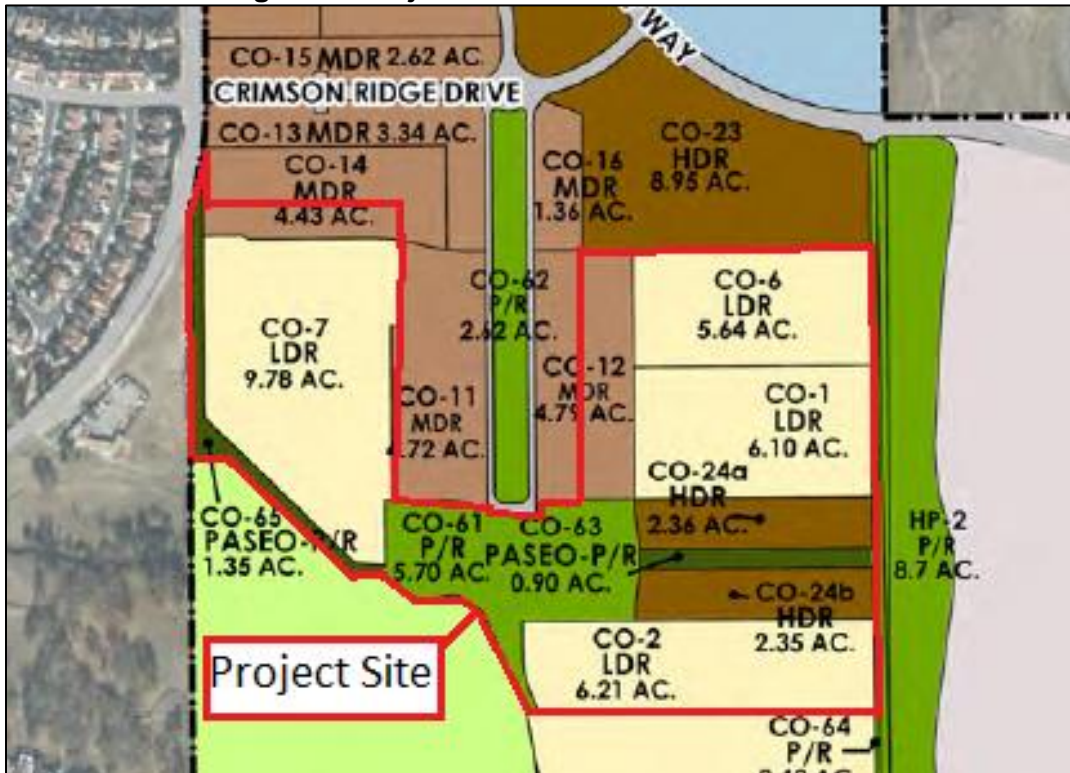 WAY
CO-15 MDR 2.62 AC.
CRIMSON RIDGE DRIVE
CO-13 MDR 3.34 AC.
CO-14
MDR
4.43 AC.
CO-16
MDR
1.36 AC.
CO-23
HDR
8.95 AC.
CO-62
P/R
2.62 AC.
CO-6
LDR
5.64 AC.
CO-7
LDR
9.78 AC.
CO-11
MDR
4.72 AC.
CO-12
MDR
4.79 AC.
CO-1
LDR
6.10 AC.
CO-24a
HDR
2.36 AC.
CO-65
PASEO-P/R
1.35 AC.
CO-61
P/R
5.70 AC.
CO-63
PASEO-P/R
0.90 AC.
HP-2
P/R
8.7 AC.
CO-24b
HDR
2.35 AC.
CO-2
LDR
6.21 AC.
Project Site
CO-64
P/R